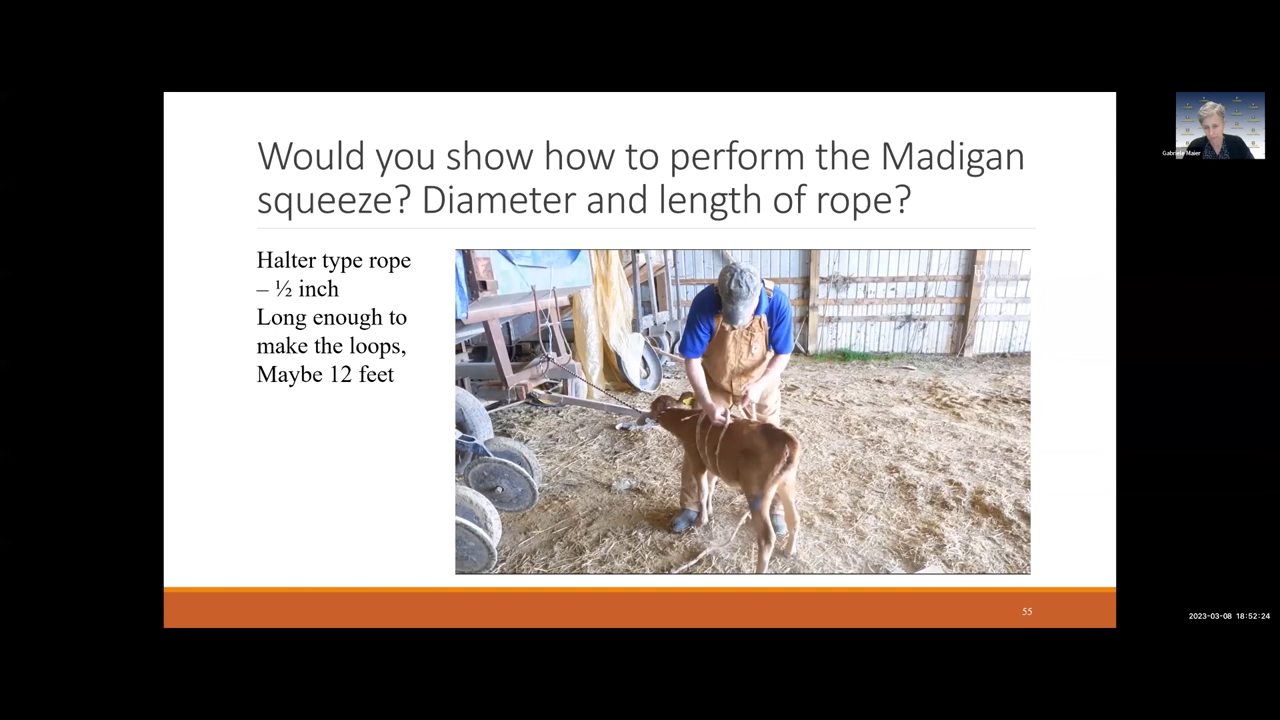 Would you show how to perform the Madigan
squeeze? Diameter and length of rope?
Halter type rope
– ½ inch
Long enough to
make the loops,
Maybe 12 feet
55
Gabriele Maier
2023-03-08 18:52:24